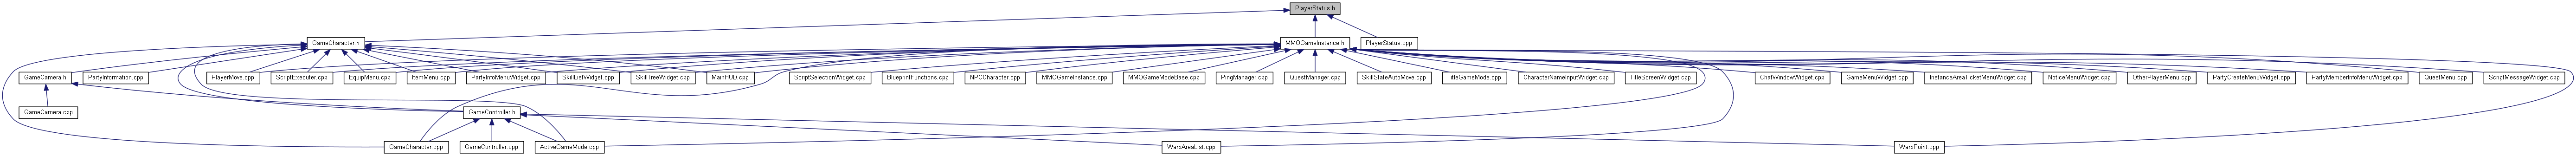 PlayerStatus.h
GameCharacter.h
MMOGameInstance.h
PlayerStatus.cpp
GameCamera.h
PartyInformation.cpp
PlayerMove.cpp
ScriptExecuter.cpp
EquipMenu.cpp
ItemMenu.cpp
PartyInfoMenuWidget.cpp
SkillListWidget.cpp
SkillTreeWidget.cpp
MainHUD.cpp
ScriptSelectionWidget.cpp
BlueprintFunctions.cpp
NPCCharacter.cpp
MMOGameInstance.cpp
MMOGameModeBase.cpp
PingManager.cpp
QuestManager.cpp
SkillStateAutoMove.cpp
TitleGameMode.cpp
CharacterNameInputWidget.cpp
TitleScreenWidget.cpp
ChatWindowWidget.cpp
GameMenuWidget.cpp
InstanceAreaTicketMenuWidget.cpp
NoticeMenuWidget.cpp
OtherPlayerMenu.cpp
PartyCreateMenuWidget.cpp
PartyMemberInfoMenuWidget.cpp
QuestMenu.cpp
ScriptMessageWidget.cpp
GameCamera.cpp
GameController.h
GameCharacter.cpp
GameController.cpp
ActiveGameMode.cpp
WarpAreaList.cpp
WarpPoint.cpp